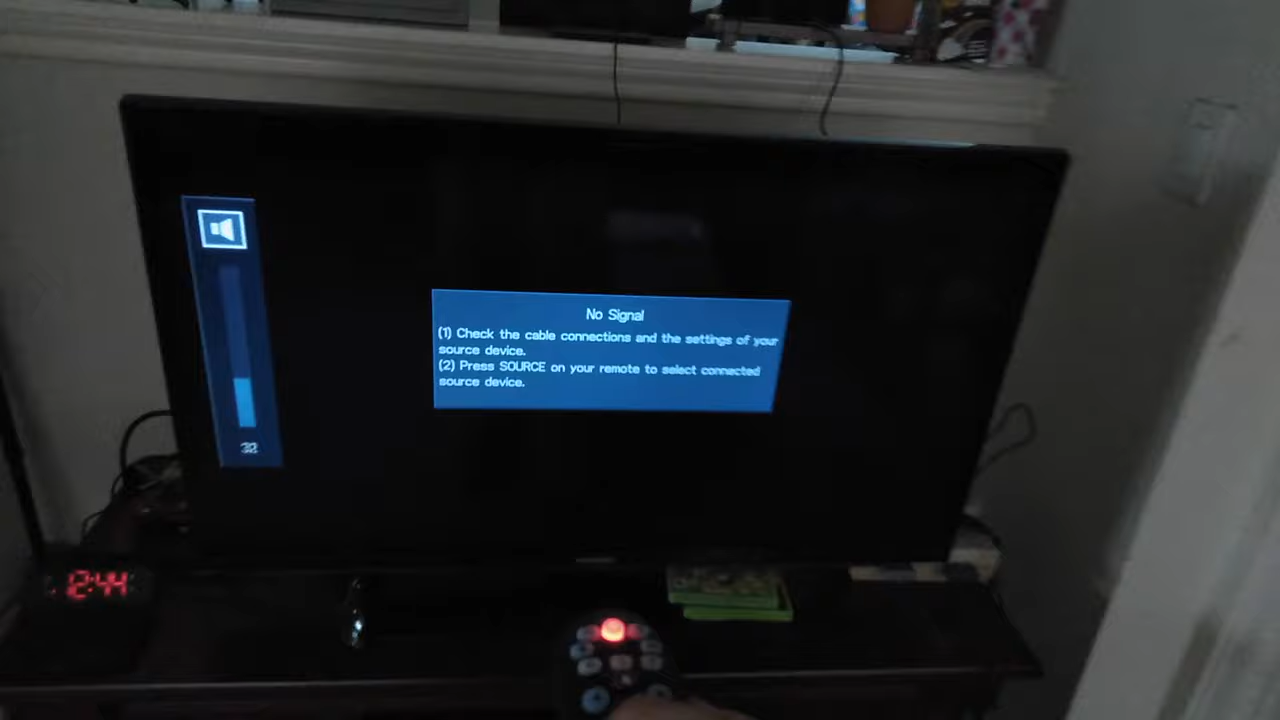 No Signal
(1) Check the cable connections and the settings of your
source device.
(2) Press SOURCE on your remote to select connected
source device.
32
12:44